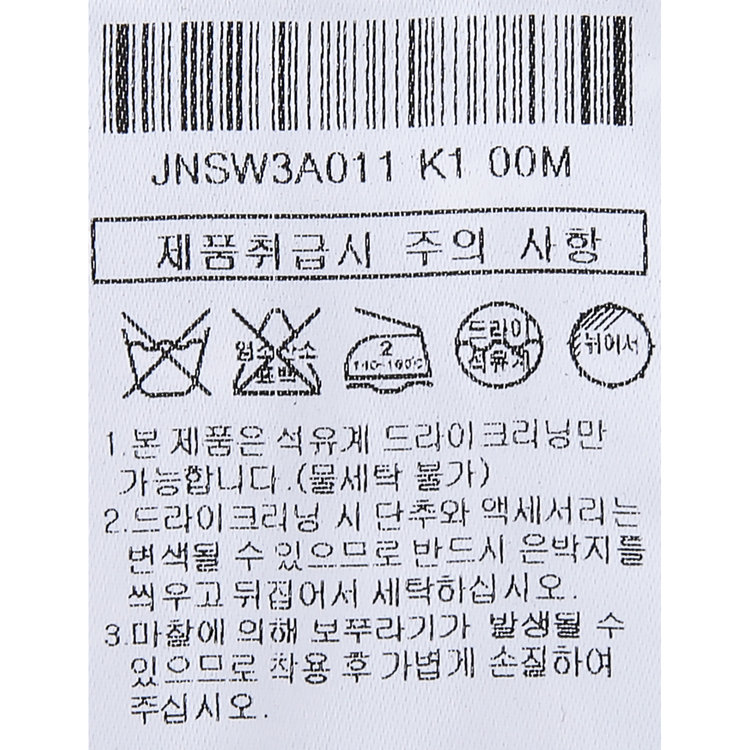 JNSW3A011 K1 00M
제품취급시 주의 사항
염소산소
표백
2
140-160℃
드라이
석유계
뉘어서
1.본 제품은 석유계 드라이크리닝만
가능합니다.(물세탁 불가)
2.드라이크리닝 시 단추와 액세서리는
변색될 수 있으므로 반드시 은박지를
씌우고 뒤집어서 세탁하십시오.
3.마찰에 의해 보푸라기가 발생될 수
있으므로 착용 후 가볍게 손질하여
주십시오.